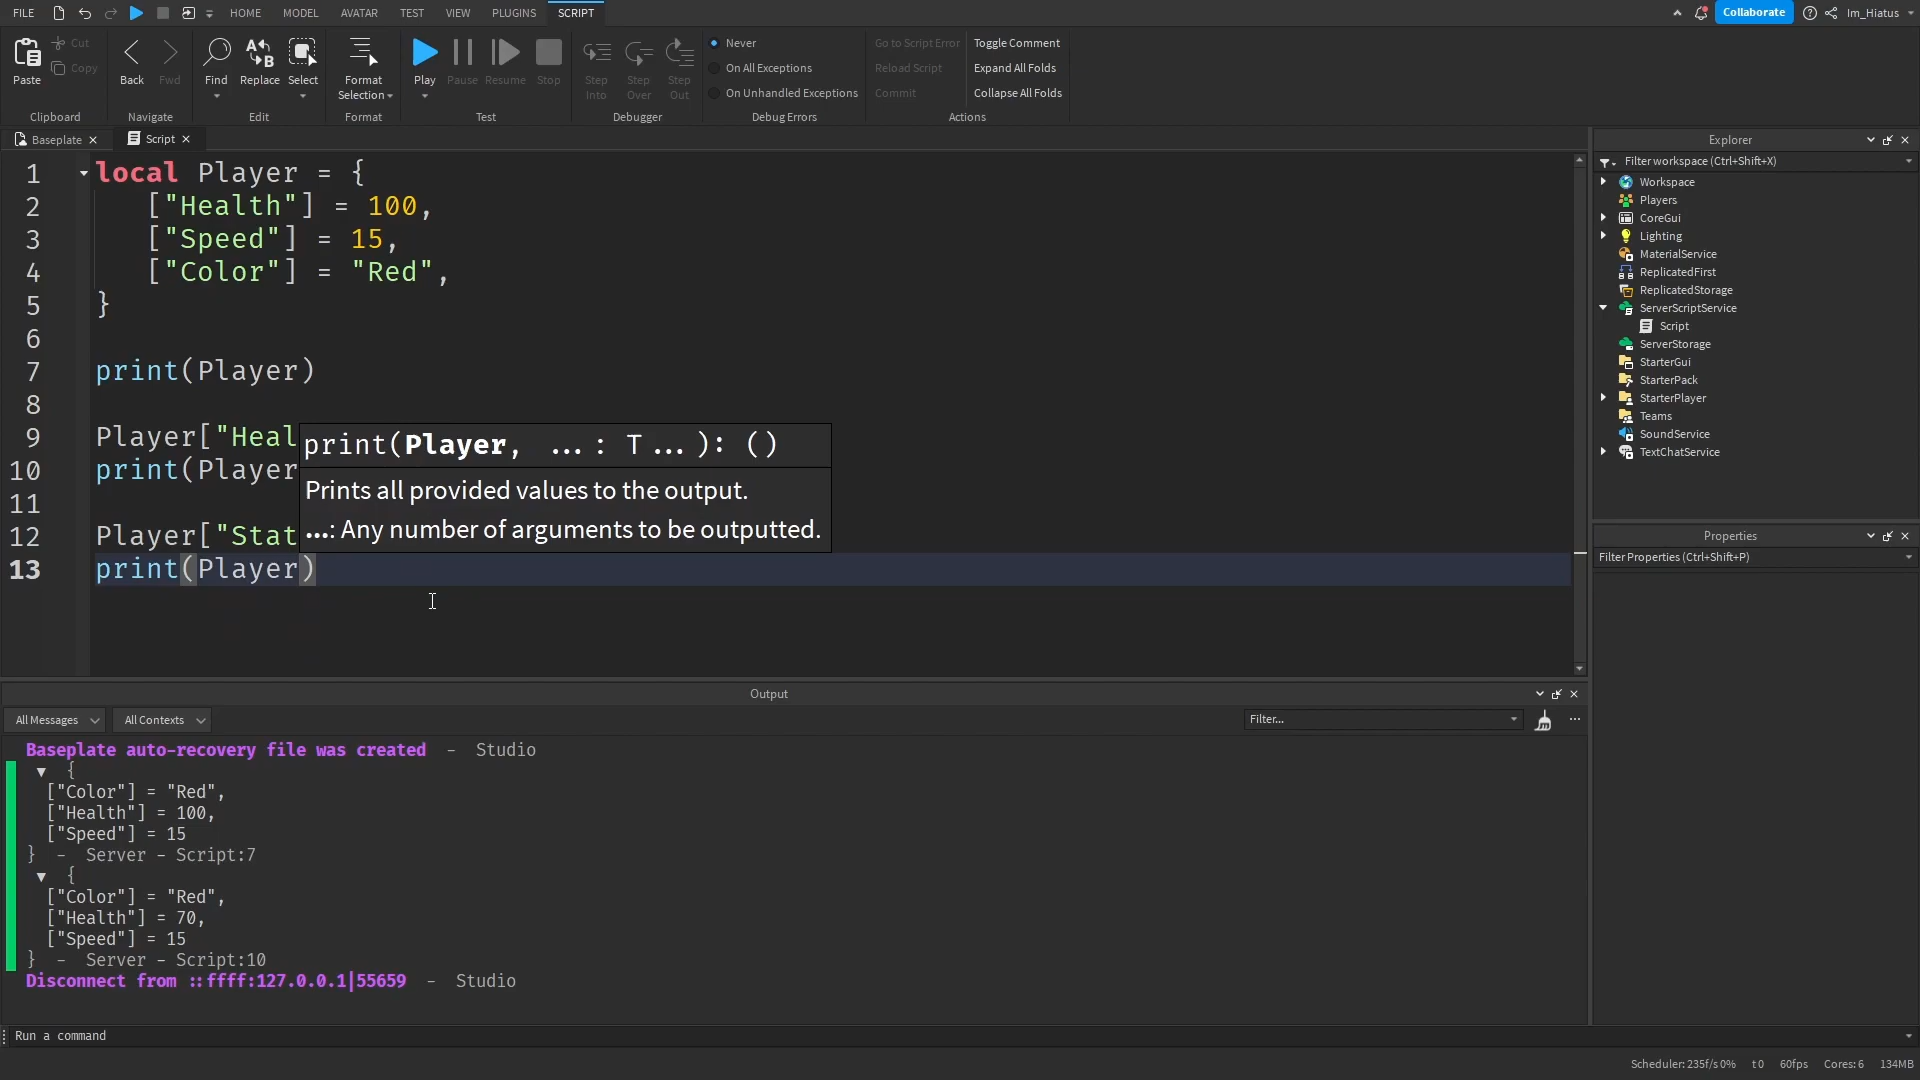 FILE HOME MODEL AVATAR TEST VIEW PLUGINS SCRIPT Collaborate Im_Hiatus
Paste Cut Copy
Back Fwd
Find Replace Select
Format Selection
Play Pause Resume Stop
Step Into Step Over Step Out
Never
On All Exceptions
On Unhandled Exceptions
Go to Script Error Toggle Comment
Reload Script Expand All Folds
Commit Collapse All Folds
Clipboard Navigate Edit Format Test Debugger Debug Errors Actions
Baseplate Script
1 local Player = {
2 ["Health"] = 100,
3 ["Speed"] = 15,
4 ["Color"] = "Red",
5 }
6
7 print(Player)
8
9 Player["Heal
10 print(Player
11
12 Player["Stat
13 print(Player)
print(Player, ...: T...): ()
Prints all provided values to the output.
...: Any number of arguments to be outputted.
Explorer
Filter workspace (Ctrl+Shift+X)
Workspace
Players
CoreGui
Lighting
MaterialService
ReplicatedFirst
ReplicatedStorage
ServerScriptService
Script
ServerStorage
StarterGui
StarterPack
StarterPlayer
Teams
SoundService
TextChatService
Properties
Filter Properties (Ctrl+Shift+P)
Output
All Messages All Contexts Filter... ...
Baseplate auto-recovery file was created - Studio
▼ {
["Color"] = "Red",
["Health"] = 100,
["Speed"] = 15
} - Server - Script:7
▼ {
["Color"] = "Red",
["Health"] = 70,
["Speed"] = 15
} - Server - Script:10
Disconnect from ::ffff:127.0.0.1|55659 - Studio
Run a command
Scheduler: 235f/s 0% t 0 60fps Cores: 6 134MB